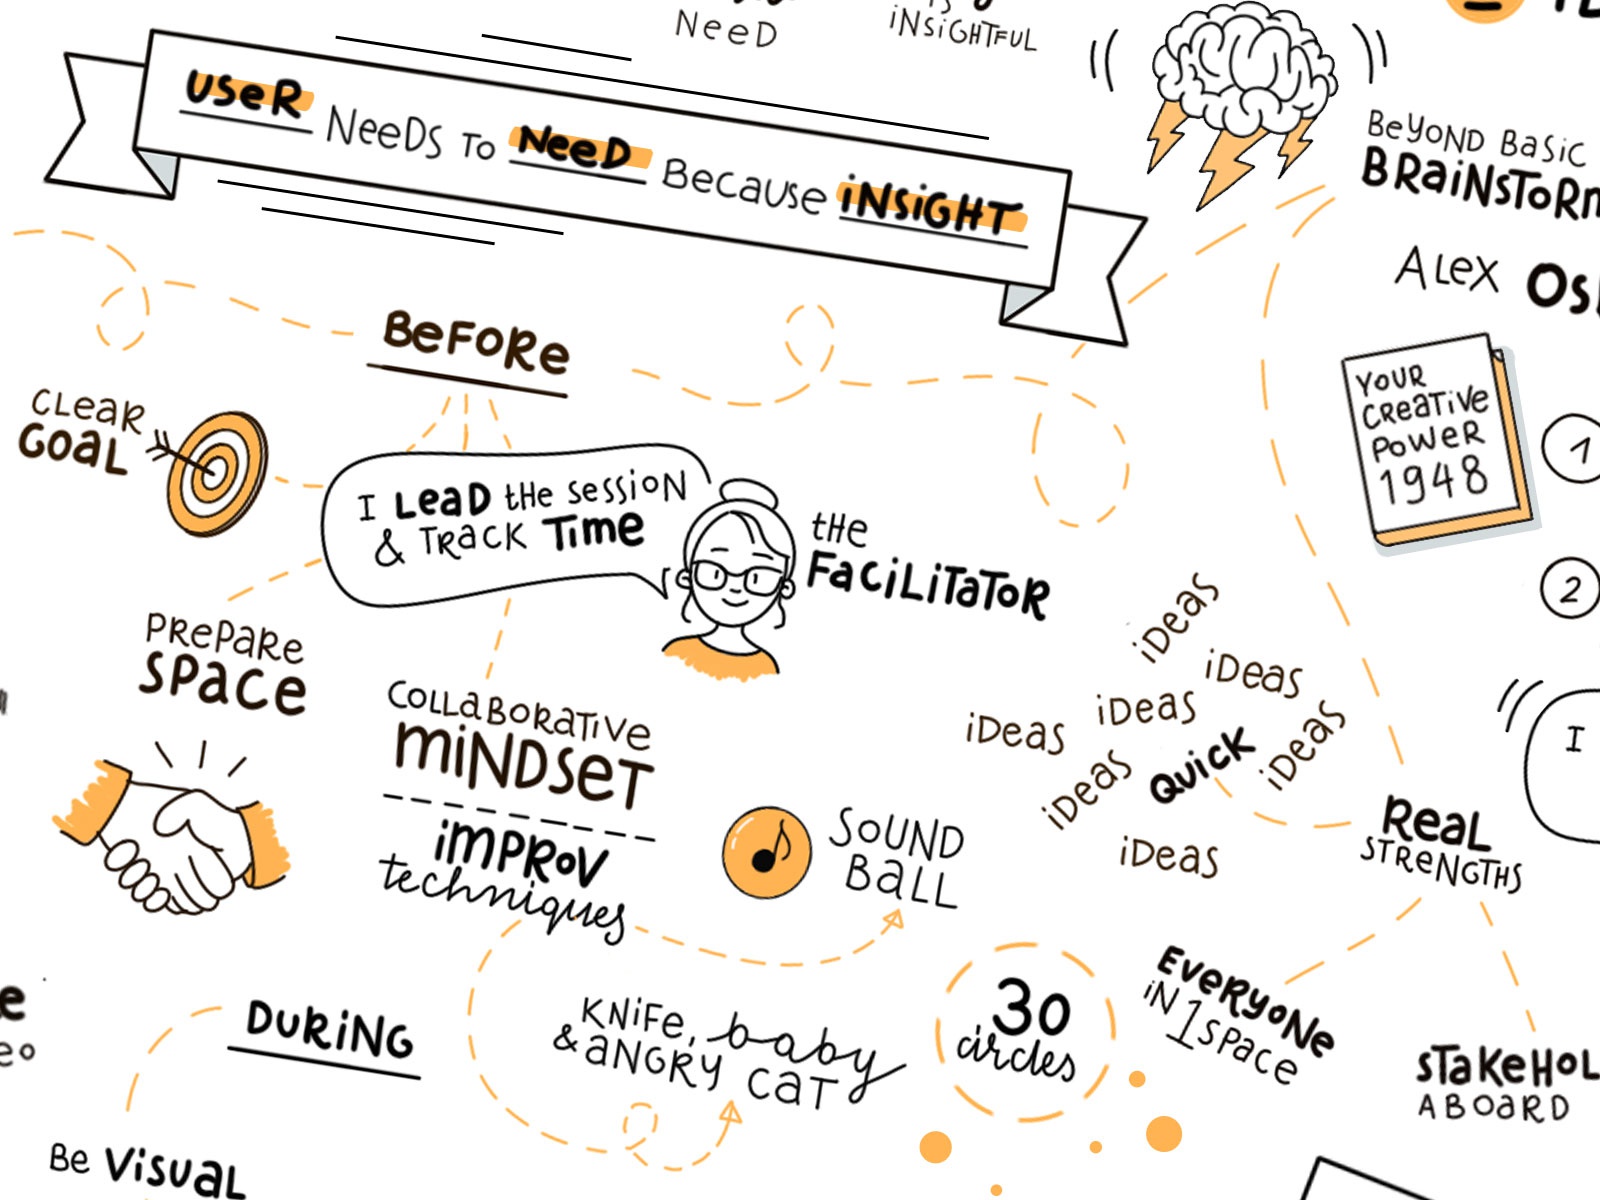 NeeD
iS
iNSiGHTFUL
USeR NeeDS To NeeD Because iNSiGHT
BeYOND Basic
BRaiNSToRM
ALex Os
BeFoRe
CLear
Goal
YouR
CReaTiVe
PoWeR
1948
1
2
I Lead the session
& TRack Time
the
FaciLiTaToR
PRePaRe
SPace
CoLLaBoRaTiVe
MiNDSeT
iMPRoV
techniques
SoUND
BaLL
iDeas
iDeas
iDeas
iDeas
iDeas
QUicK
iDeas
iDeas
I
ReaL
STReNGTHS
DURiNG
KNiFe, baby
& aNGRY CaT
30
circles
EveRYoNe
iN 1 SPace
STaKeHoL
ABOaRD
Be ViSUaL